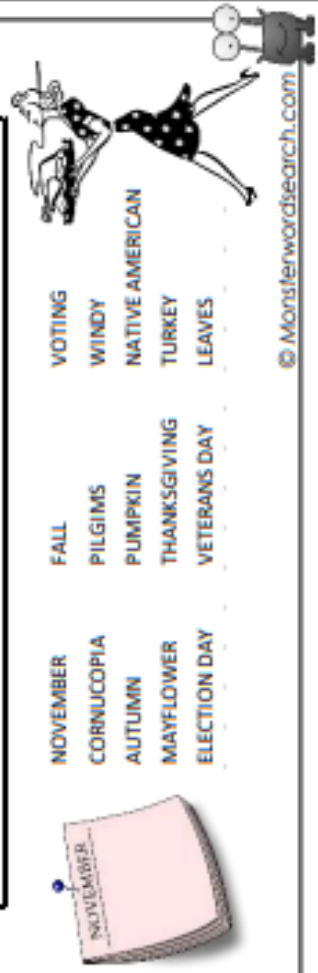 NOVEMBER
NOVEMBER FALL VOTING
CORNUCOPIA PILGIMS WINDY
AUTUMN PUMPKIN NATIVE AMERICAN
MAYFLOWER THANKSGIVING TURKEY
ELECTION DAY VETERANS DAY LEAVES
© Monsterwordsearch.com